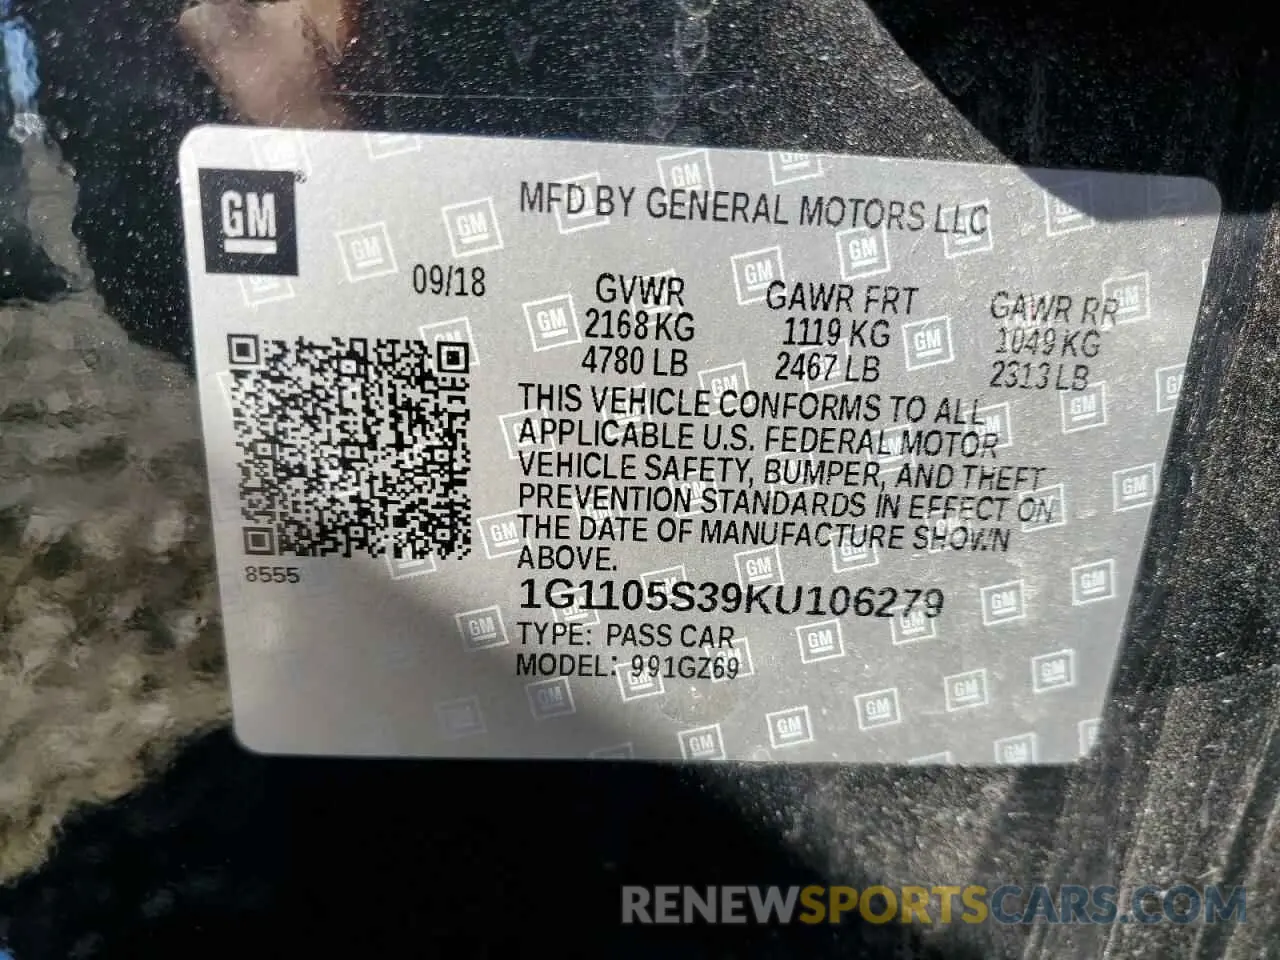 GM®
MFD BY GENERAL MOTORS LLC
09/18
GVWR GAWR FRT GAWR RR
2168 KG 1119 KG 1049 KG
4780 LB 2467 LB 2313 LB
THIS VEHICLE CONFORMS TO ALL
APPLICABLE U.S. FEDERAL MOTOR
VEHICLE SAFETY, BUMPER, AND THEFT
PREVENTION STANDARDS IN EFFECT ON
THE DATE OF MANUFACTURE SHOWN
ABOVE.
8555
1G1105S39KU106279
TYPE: PASS CAR
MODEL: 991GZ69
RENEWSPORTSCARS.COM